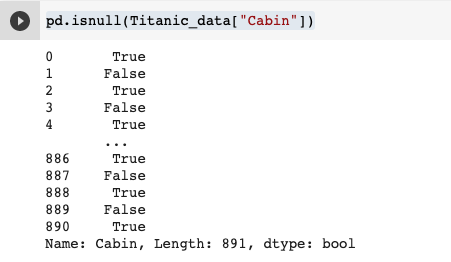 pd.isnull(Titanic_data["Cabin"])
0 True
1 False
2 True
3 False
4 True
...
886 True
887 False
888 True
889 False
890 True
Name: Cabin, Length: 891, dtype: bool